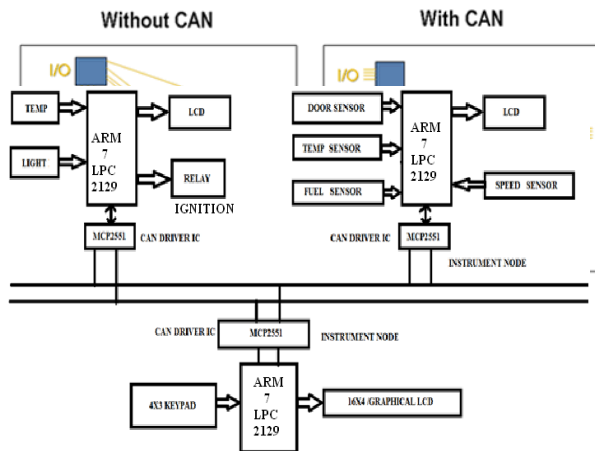 Without CAN
With CAN
I/O
I/O
TEMP
LIGHT
ARM
7
LPC
2129
LCD
RELAY
IGNITION
MCP2551
CAN DRIVER IC
DOOR SENSOR
TEMP SENSOR
FUEL SENSOR
ARM
7
LPC
2129
LCD
SPEED SENSOR
CAN DRIVER IC
MCP2551
INSTRUMENT NODE
CAN DRIVER IC
MCP2551
INSTRUMENT NODE
4X3 KEYPAD
ARM
7
LPC
2129
16X4 /GRAPHICAL LCD